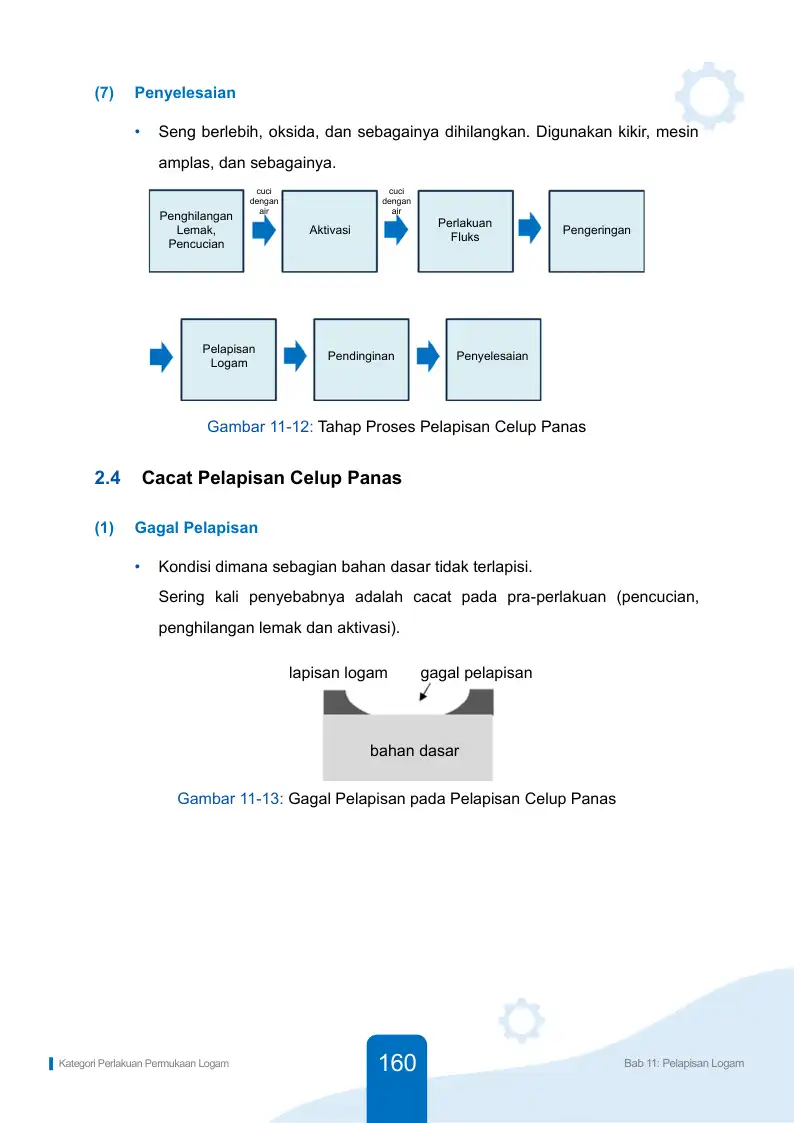 (7) Penyelesaian
• Seng berlebih, oksida, dan sebagainya dihilangkan. Digunakan kikir, mesin
amplas, dan sebagainya.
cuci
dengan
air
cuci
dengan
air
Penghilangan
Lemak,
Pencucian
Aktivasi
Perlakuan
Fluks
Pengeringan
Pelapisan
Logam
Pendinginan
Penyelesaian
Gambar 11-12: Tahap Proses Pelapisan Celup Panas
2.4 Cacat Pelapisan Celup Panas
(1) Gagal Pelapisan
• Kondisi dimana sebagian bahan dasar tidak terlapisi.
Sering kali penyebabnya adalah cacat pada pra-perlakuan (pencucian,
penghilangan lemak dan aktivasi).
lapisan logam gagal pelapisan
bahan dasar
Gambar 11-13: Gagal Pelapisan pada Pelapisan Celup Panas
Kategori Perlakuan Permukaan Logam
160
Bab 11: Pelapisan Logam